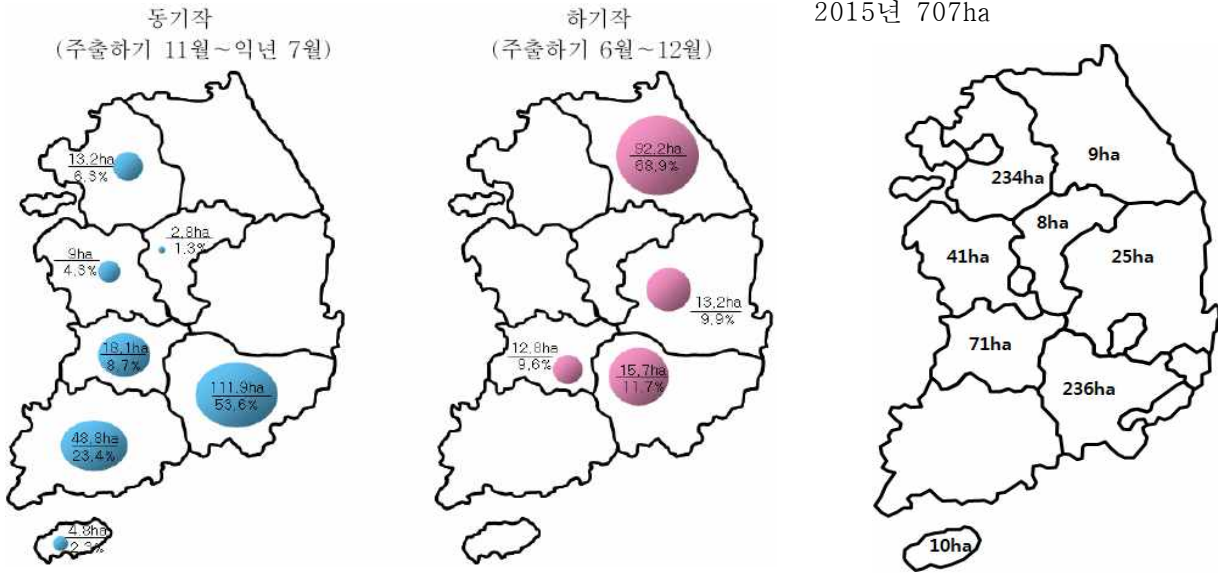 동기작
(주출하기 11월~익년 7월)
13.2ha
6.3%
2.8ha
1.3%
9ha
4.3%
18.1ha
8.7%
111.9ha
53.6%
48.8ha
23.4%
4.8ha
2.3%
하기작
(주출하기 6월~12월)
92.2ha
68.9%
13.2ha
9.9%
12.8ha
9.6%
15.7ha
11.7%
2015년 707ha
9ha
234ha
8ha
41ha
25ha
71ha
236ha
10ha